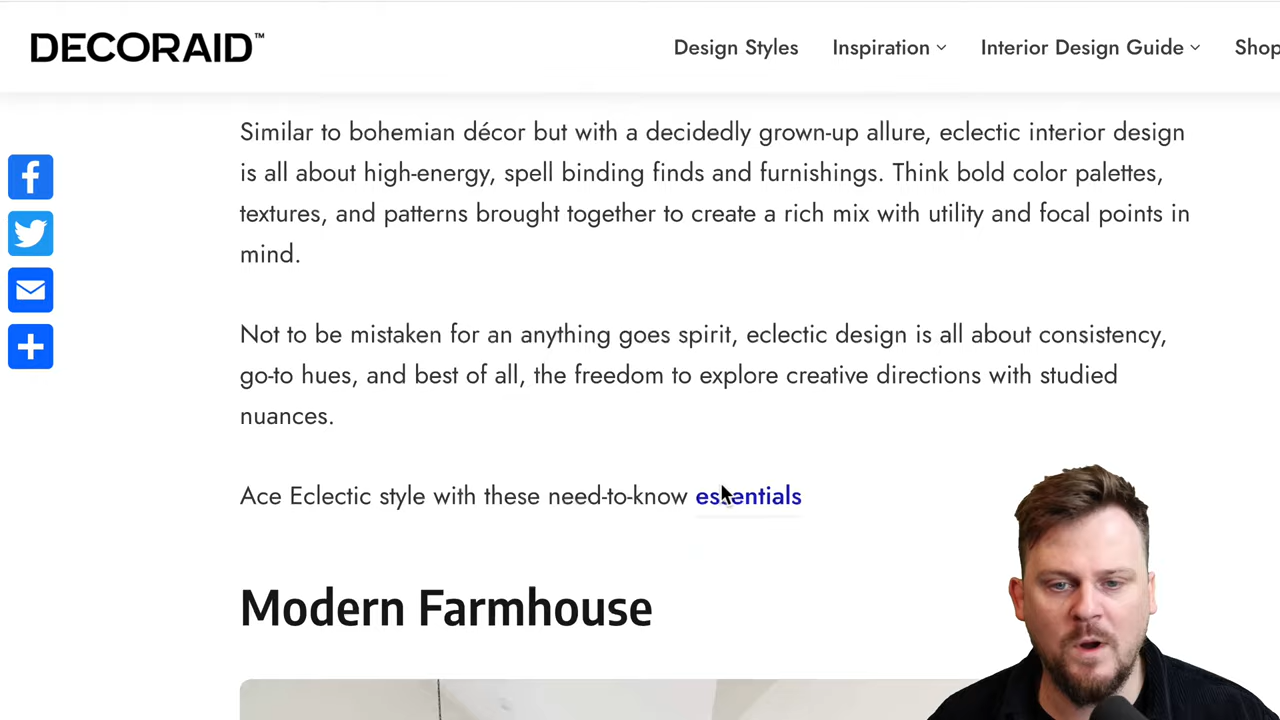 DECORAID™
Design Styles
Inspiration
Interior Design Guide
Shop
Similar to bohemian décor but with a decidedly grown-up allure, eclectic interior design
is all about high-energy, spell binding finds and furnishings. Think bold color palettes,
textures, and patterns brought together to create a rich mix with utility and focal points in
mind.
Not to be mistaken for an anything goes spirit, eclectic design is all about consistency,
go-to hues, and best of all, the freedom to explore creative directions with studied
nuances.
Ace Eclectic style with these need-to-know essentials
Modern Farmhouse